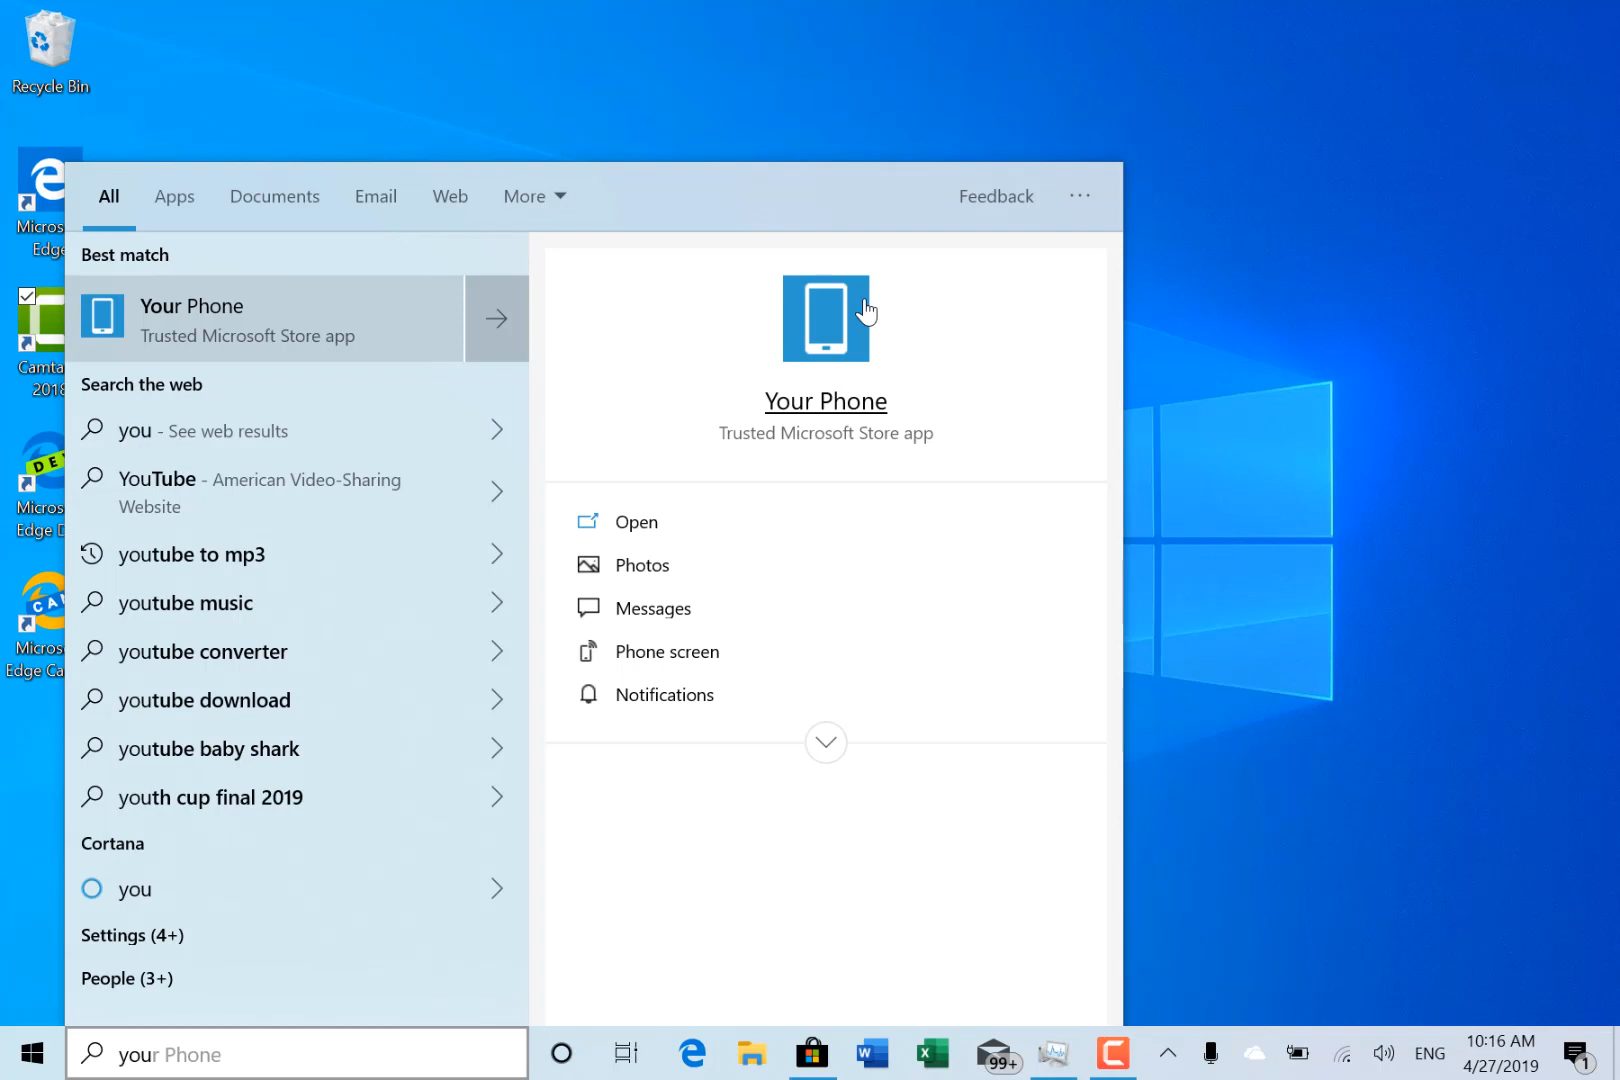 Recycle Bin
Micros
Edge
Camta
2018
DEV
Micros
Edge D
CAN
Micros
Edge Ca
All
Apps
Documents
Email
Web
More
Feedback
Best match
Your Phone
Trusted Microsoft Store app
Search the web
you - See web results
YouTube - American Video-Sharing
Website
youtube to mp3
youtube music
youtube converter
youtube download
youtube baby shark
youth cup final 2019
Cortana
you
Settings (4+)
People (3+)
Your Phone
Trusted Microsoft Store app
Open
Photos
Messages
Phone screen
Notifications
your Phone
99+
ENG
10:16 AM
4/27/2019
1